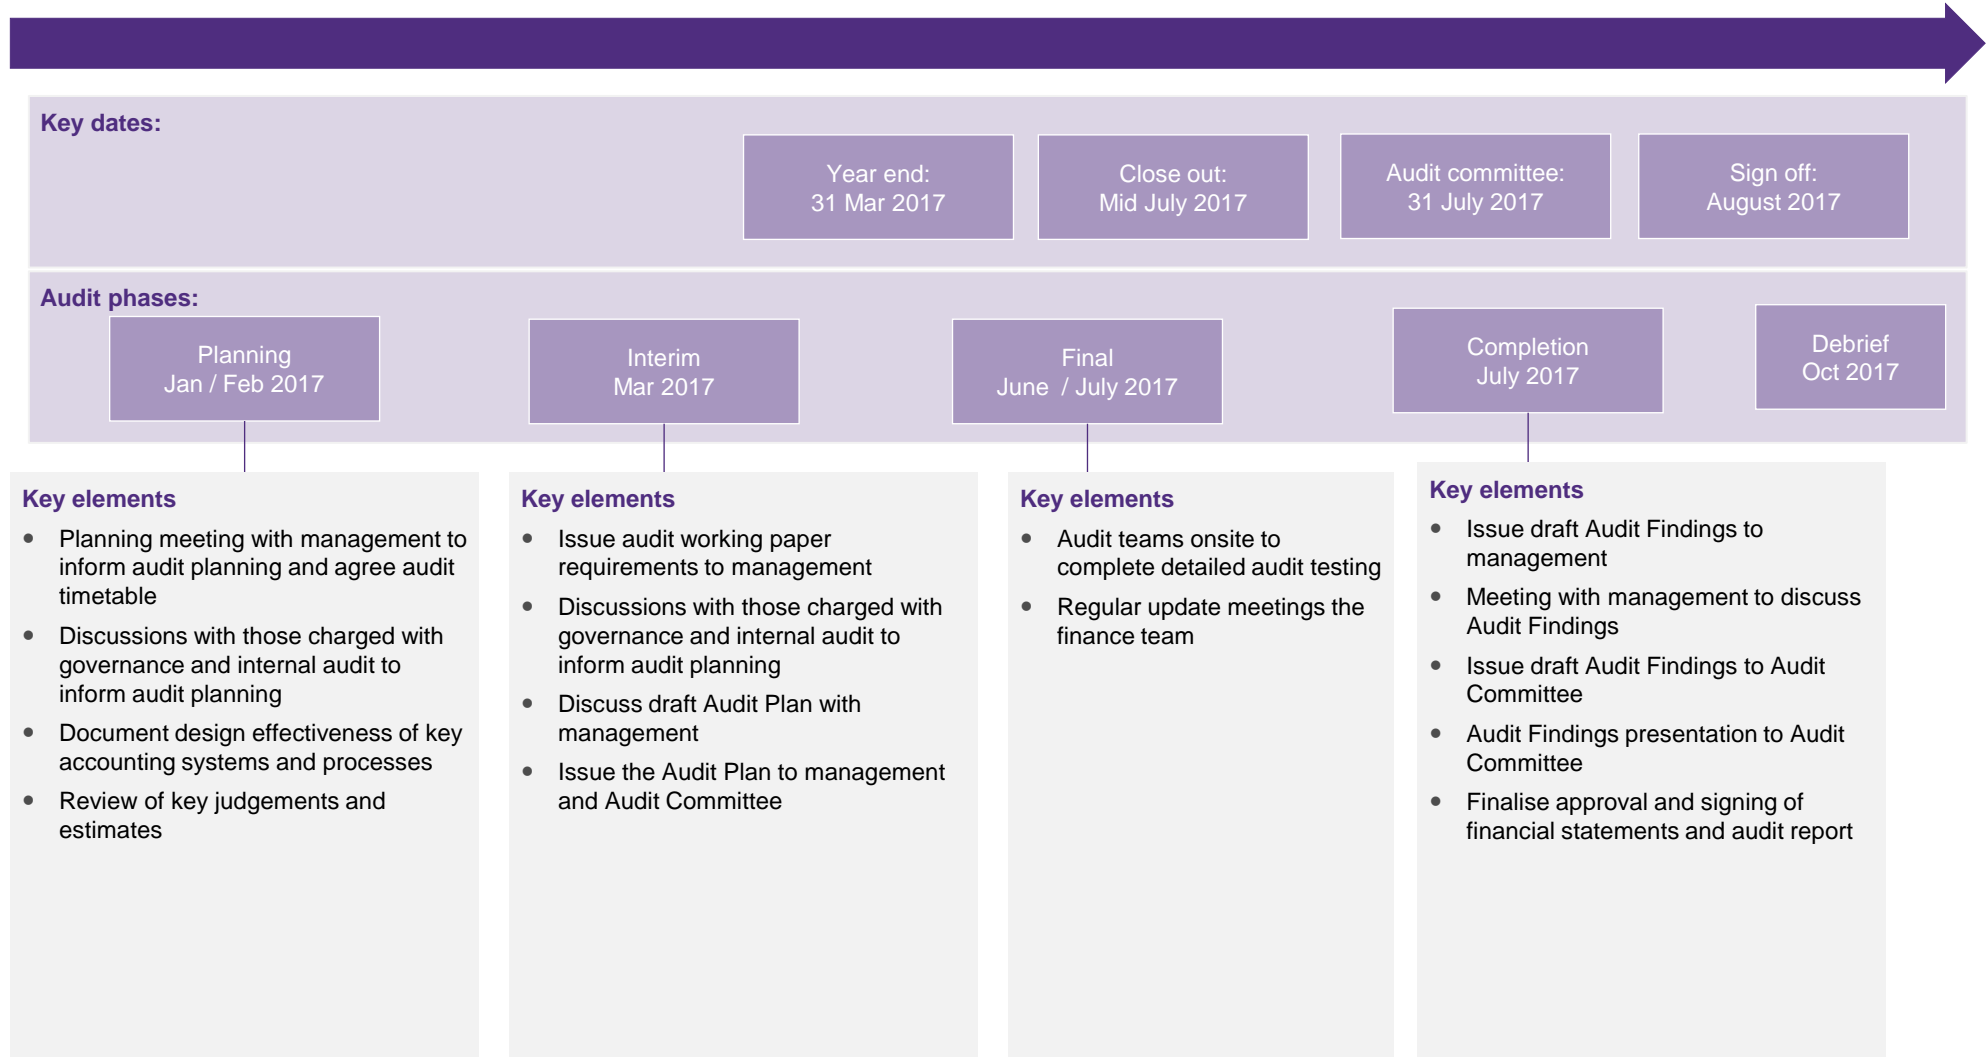 Key dates:
Year end:
31 Mar 2017
Close out:
Mid July 2017
Audit committee:
31 July 2017
Sign off:
August 2017
Audit phases:
Planning
Jan / Feb 2017
Interim
Mar 2017
Final
June / July 2017
Completion
July 2017
Debrief
Oct 2017
Key elements
• Planning meeting with management to
inform audit planning and agree audit
timetable
• Discussions with those charged with
governance and internal audit to
inform audit planning
• Document design effectiveness of key
accounting systems and processes
• Review of key judgements and
estimates
Key elements
• Issue audit working paper
requirements to management
• Discussions with those charged with
governance and internal audit to
inform audit planning
• Discuss draft Audit Plan with
management
• Issue the Audit Plan to management
and Audit Committee
Key elements
• Audit teams onsite to
complete detailed audit testing
• Regular update meetings the
finance team
Key elements
• Issue draft Audit Findings to
management
• Meeting with management to discuss
Audit Findings
• Issue draft Audit Findings to Audit
Committee
• Audit Findings presentation to Audit
Committee
• Finalise approval and signing of
financial statements and audit report